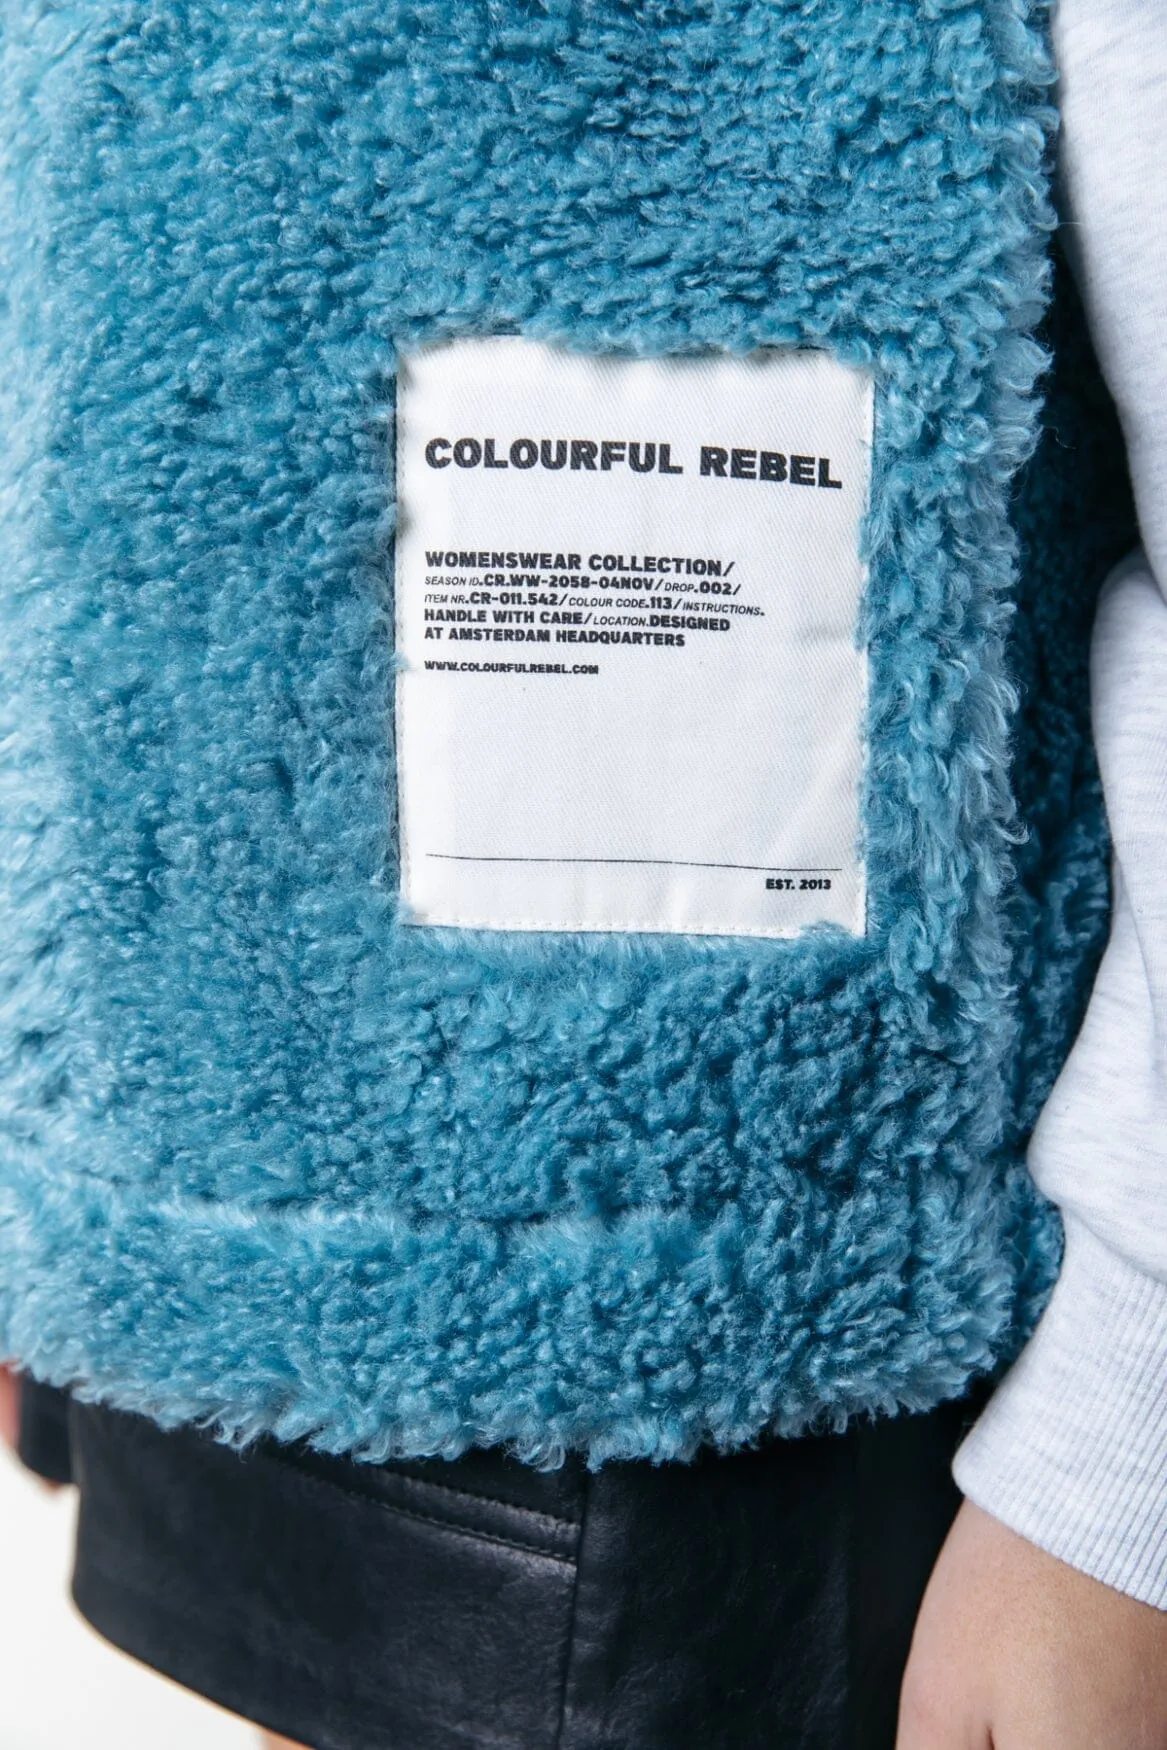 COLOURFUL REBEL
WOMENSWEAR COLLECTION/
SEASON ID.CR.WW-2058-04NOV/DROP.002/
ITEM NR.CR-011.542/COLOUR CODE.113/INSTRUCTIONS.
HANDLE WITH CARE/LOCATION.DESIGNED
AT AMSTERDAM HEADQUARTERS
WWW.COLOURFULREBEL.COM
EST. 2013